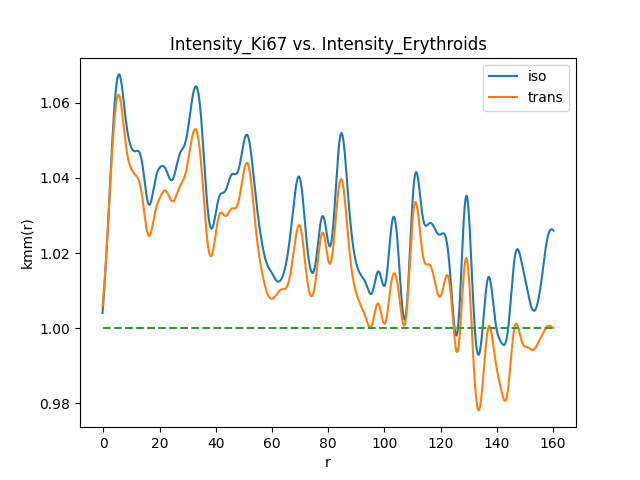 Intensity_Ki67 vs. Intensity_Erythroids
iso
trans
kmm(r)
1.06
1.04
1.02
1.00
0.98
0 20 40 60 80 100 120 140 160
r